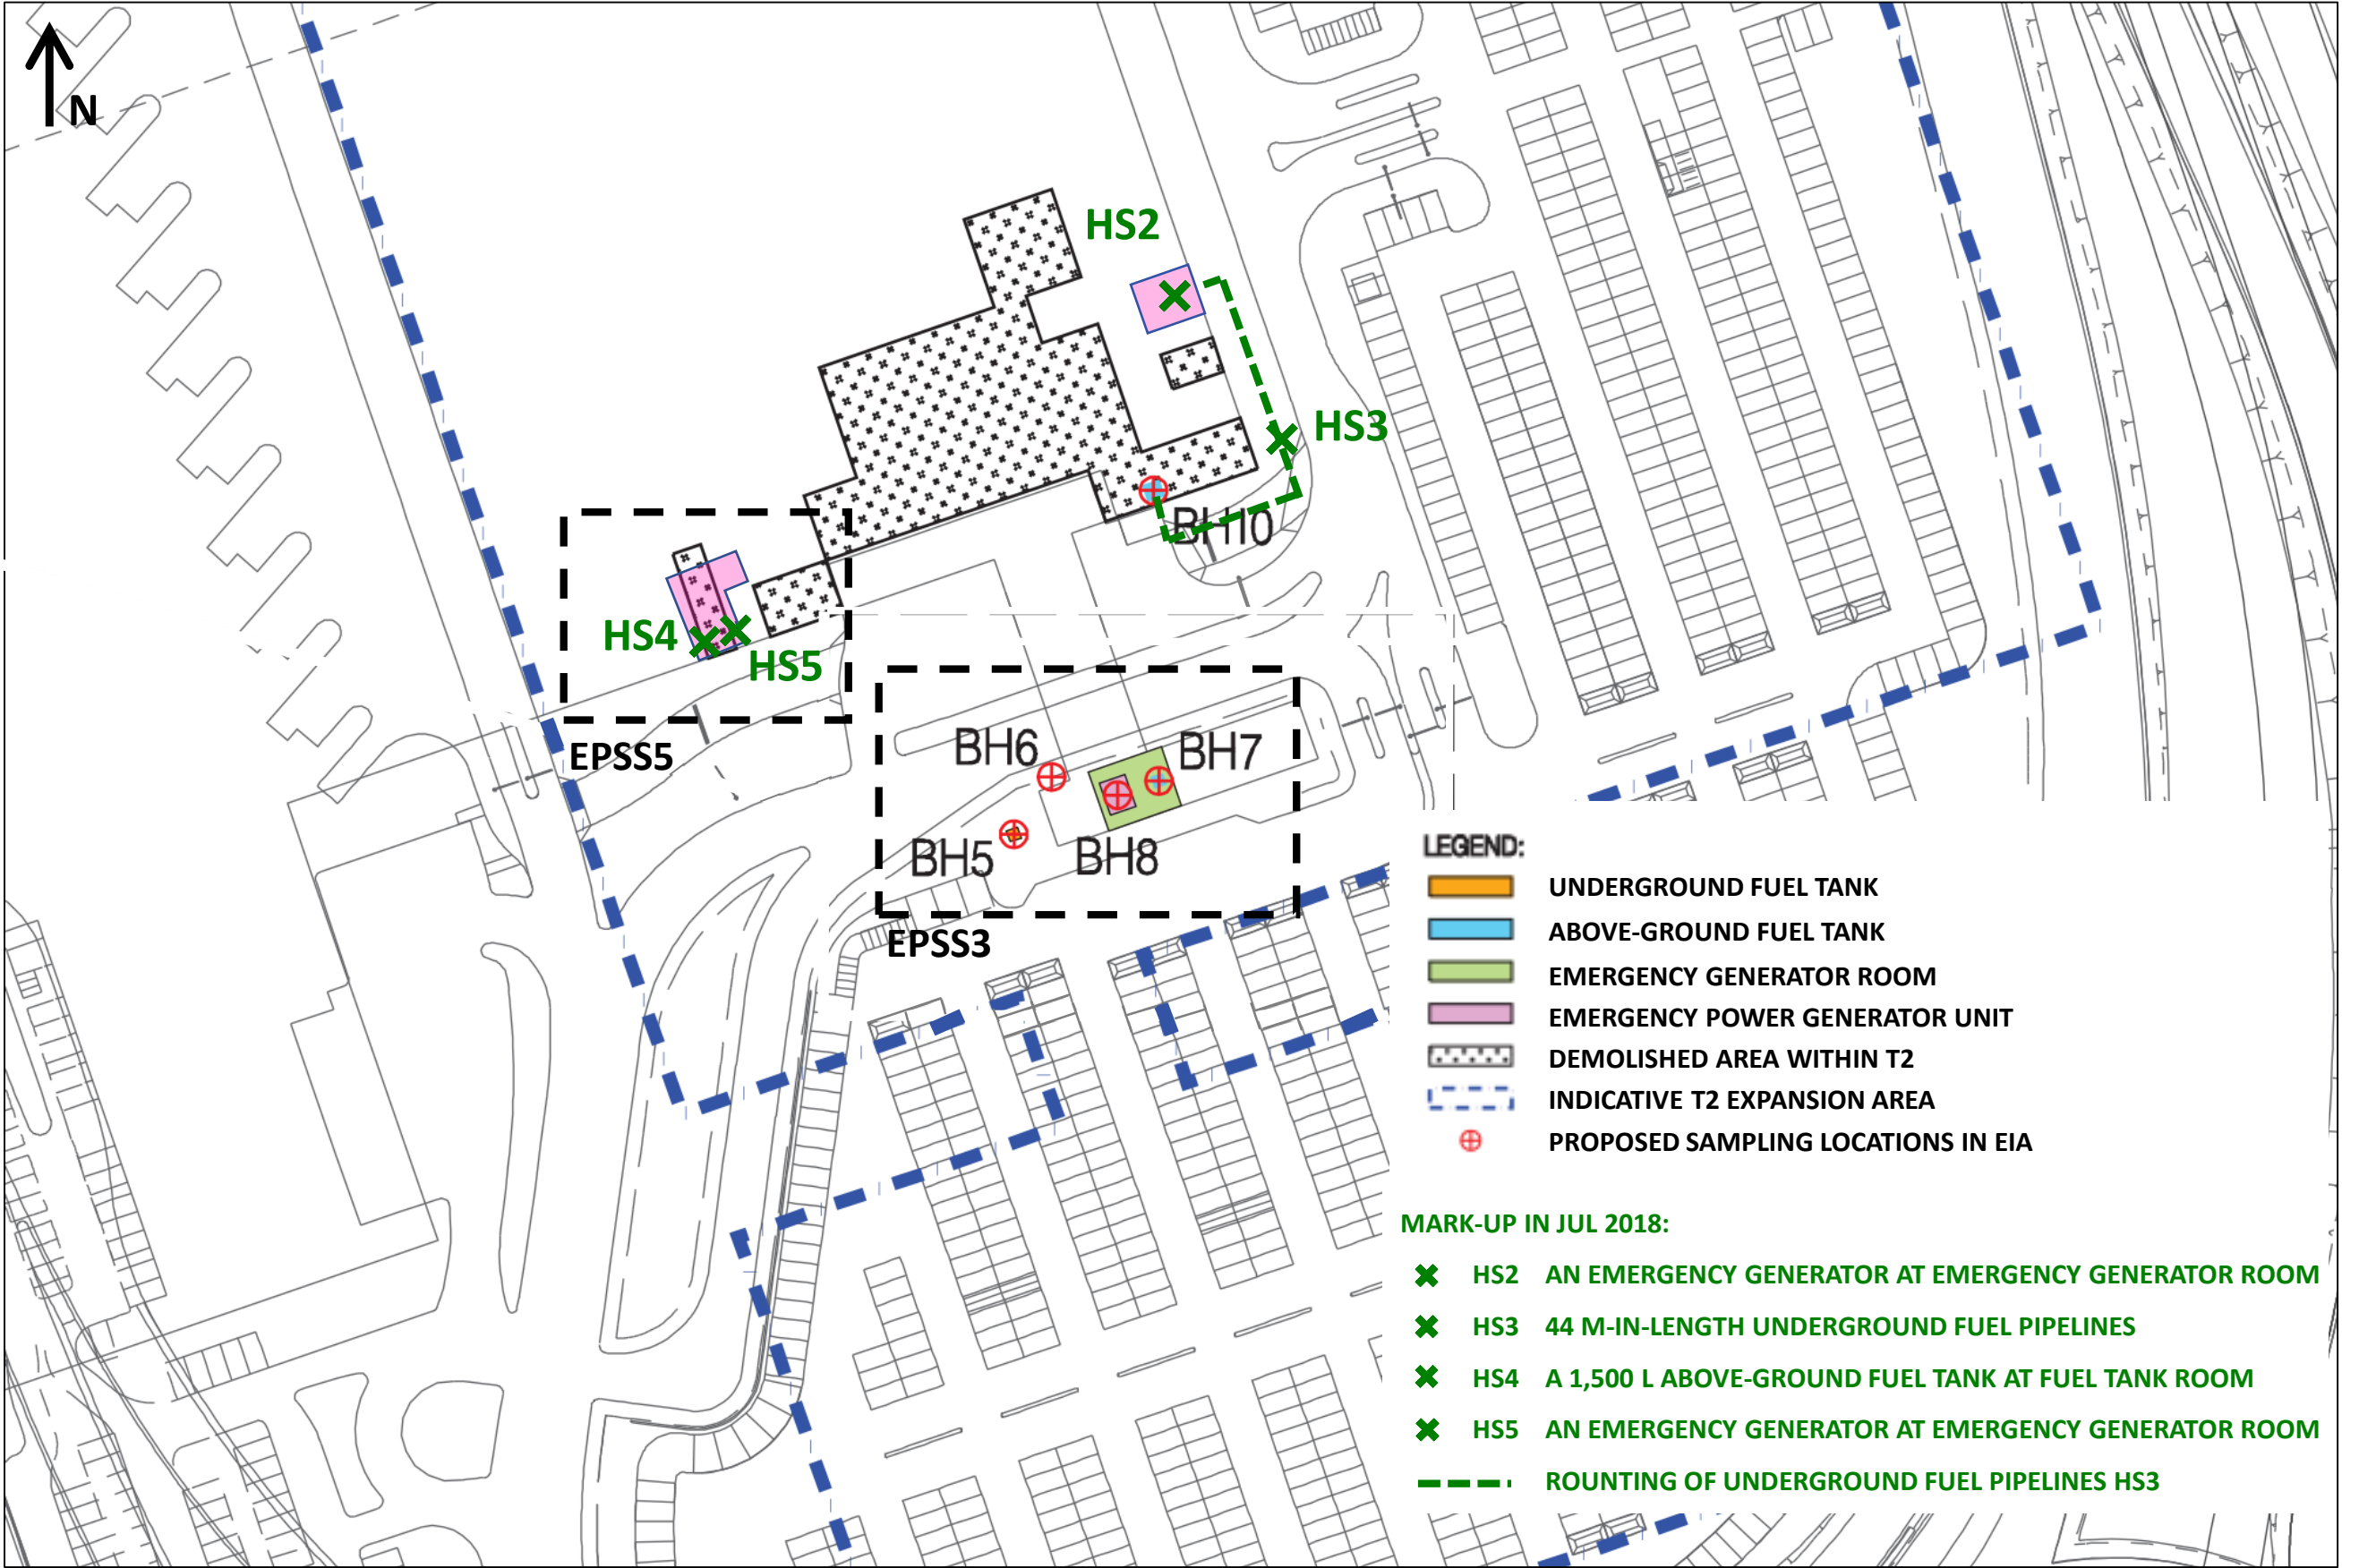 N
HS2
HS3
BH10
HS4
HS5
EPSS5
BH6
BH7
BH5
BH8
EPSS3
LEGEND:
UNDERGROUND FUEL TANK
ABOVE-GROUND FUEL TANK
EMERGENCY GENERATOR ROOM
EMERGENCY POWER GENERATOR UNIT
DEMOLISHED AREA WITHIN T2
INDICATIVE T2 EXPANSION AREA
PROPOSED SAMPLING LOCATIONS IN EIA
MARK-UP IN JUL 2018:
HS2 AN EMERGENCY GENERATOR AT EMERGENCY GENERATOR ROOM
HS3 44 M-IN-LENGTH UNDERGROUND FUEL PIPELINES
HS4 A 1,500 L ABOVE-GROUND FUEL TANK AT FUEL TANK ROOM
HS5 AN EMERGENCY GENERATOR AT EMERGENCY GENERATOR ROOM
ROUNTING OF UNDERGROUND FUEL PIPELINES HS3